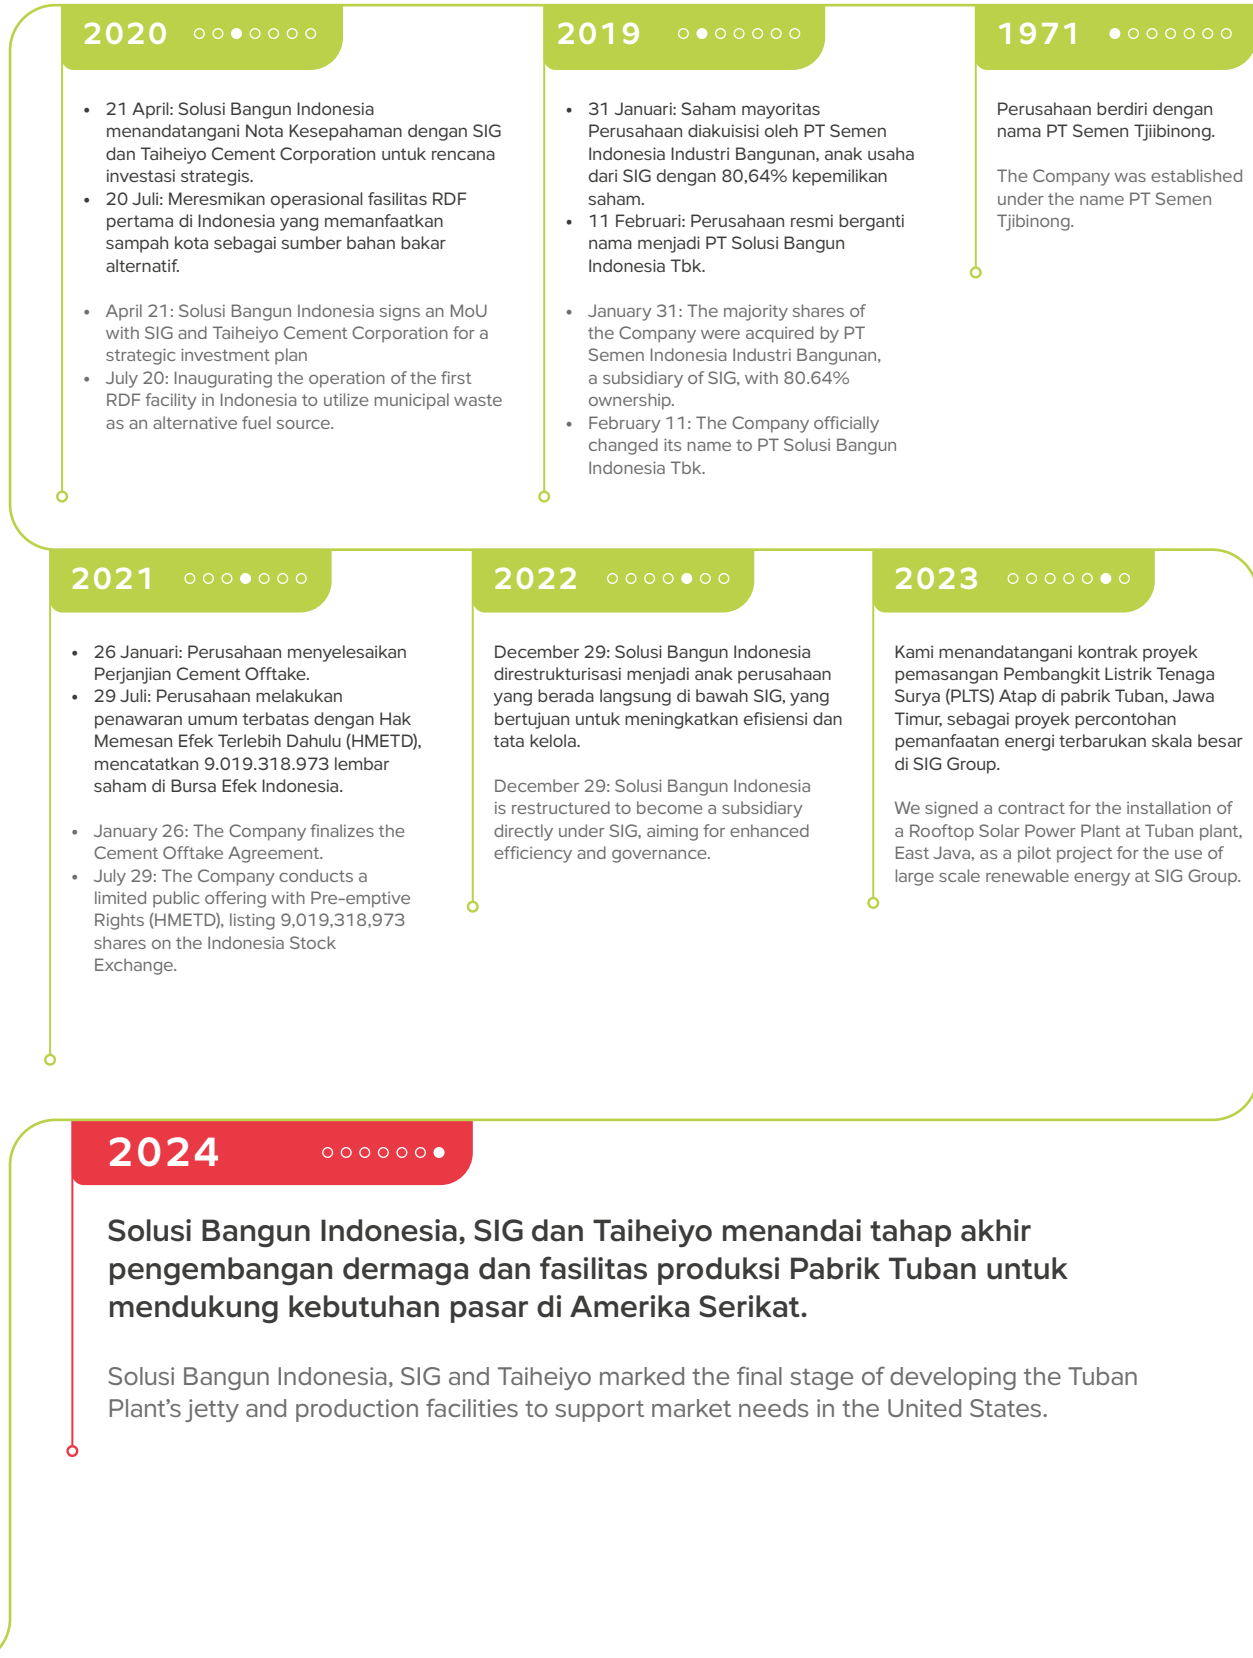 2020
• 21 April: Solusi Bangun Indonesia
menandatangani Nota Kesepahaman dengan SIG
dan Taiheiyo Cement Corporation untuk rencana
investasi strategis.
• 20 Juli: Meresmikan operasional fasilitas RDF
pertama di Indonesia yang memanfaatkan
sampah kota sebagai sumber bahan bakar
alternatif.
• April 21: Solusi Bangun Indonesia signs an MoU
with SIG and Taiheiyo Cement Corporation for a
strategic investment plan
• July 20: Inaugurating the operation of the first
RDF facility in Indonesia to utilize municipal waste
as an alternative fuel source.
2019
• 31 Januari: Saham mayoritas
Perusahaan diakuisisi oleh PT Semen
Indonesia Industri Bangunan, anak usaha
dari SIG dengan 80,64% kepemilikan
saham.
• 11 Februari: Perusahaan resmi berganti
nama menjadi PT Solusi Bangun
Indonesia Tbk.
• January 31: The majority shares of
the Company were acquired by PT
Semen Indonesia Industri Bangunan,
a subsidiary of SIG, with 80.64%
ownership.
• February 11: The Company officially
changed its name to PT Solusi Bangun
Indonesia Tbk.
1971
Perusahaan berdiri dengan
nama PT Semen Tjiibinong.
The Company was established
under the name PT Semen
Tjibinong.
2021
• 26 Januari: Perusahaan menyelesaikan
Perjanjian Cement Offtake.
• 29 Juli: Perusahaan melakukan
penawaran umum terbatas dengan Hak
Memesan Efek Terlebih Dahulu (HMETD),
mencatatkan 9.019.318.973 lembar
saham di Bursa Efek Indonesia.
• January 26: The Company finalizes the
Cement Offtake Agreement.
• July 29: The Company conducts a
limited public offering with Pre-emptive
Rights (HMETD), listing 9,019,318,973
shares on the Indonesia Stock
Exchange.
2022
December 29: Solusi Bangun Indonesia
direstrukturisasi menjadi anak perusahaan
yang berada langsung di bawah SIG, yang
bertujuan untuk meningkatkan efisiensi dan
tata kelola.
December 29: Solusi Bangun Indonesia
is restructured to become a subsidiary
directly under SIG, aiming for enhanced
efficiency and governance.
2023
Kami menandatangani kontrak proyek
pemasangan Pembangkit Listrik Tenaga
Surya (PLTS) Atap di pabrik Tuban, Jawa
Timur, sebagai proyek percontohan
pemanfaatan energi terbarukan skala besar
di SIG Group.
We signed a contract for the installation of
a Rooftop Solar Power Plant at Tuban plant,
East Java, as a pilot project for the use of
large scale renewable energy at SIG Group.
2024
Solusi Bangun Indonesia, SIG dan Taiheiyo menandai tahap akhir
pengembangan dermaga dan fasilitas produksi Pabrik Tuban untuk
mendukung kebutuhan pasar di Amerika Serikat.
Solusi Bangun Indonesia, SIG and Taiheiyo marked the final stage of developing the Tuban
Plant’s jetty and production facilities to support market needs in the United States.